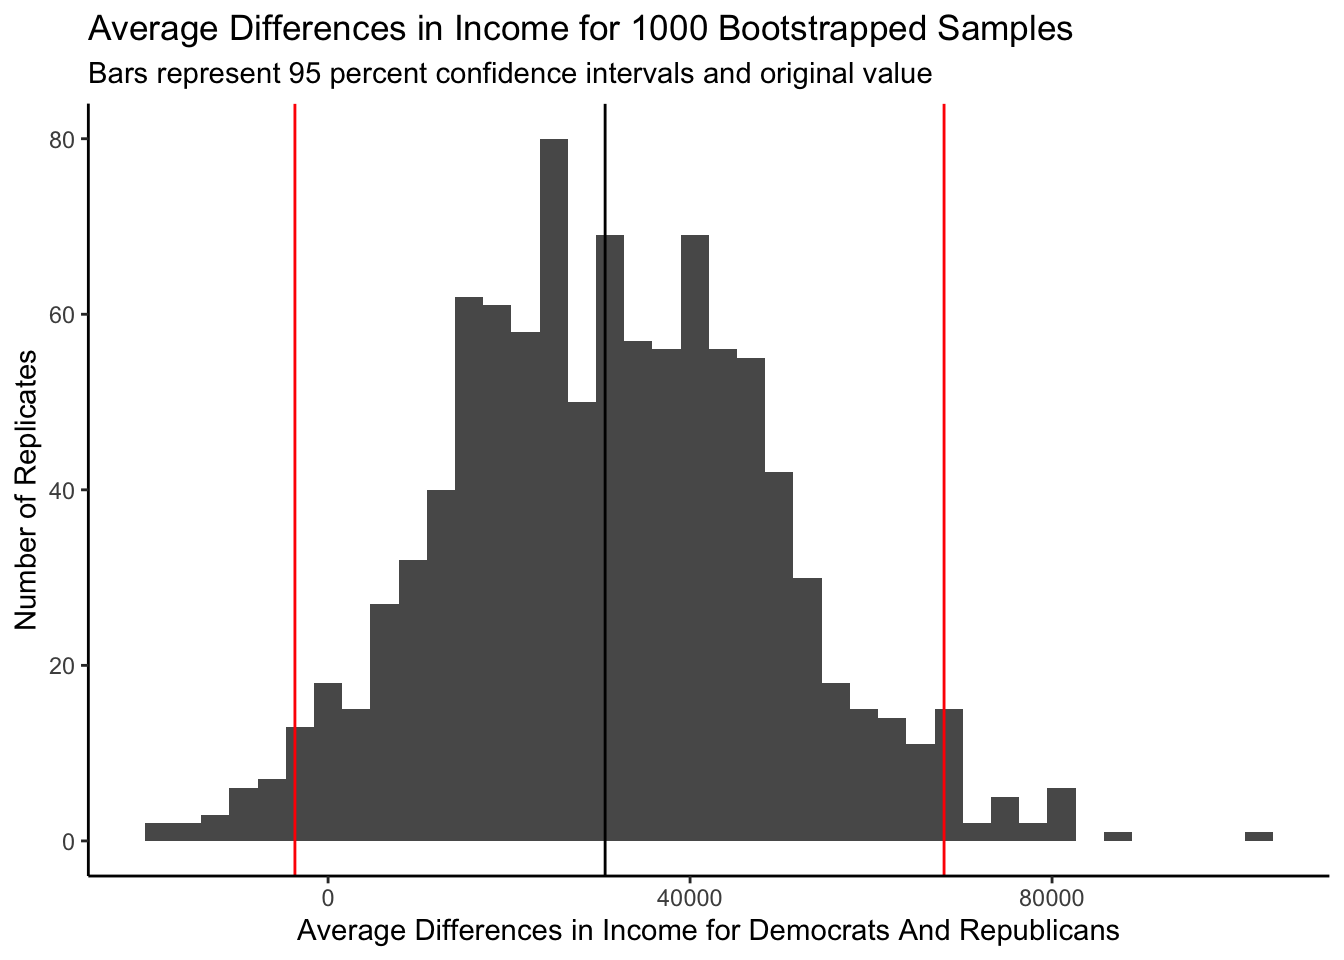 Average Differences in Income for 1000 Bootstrapped Samples
Bars represent 95 percent confidence intervals and original value
80
60
40
20
0
Number of Replicates
0 40000 80000
Average Differences in Income for Democrats And Republicans